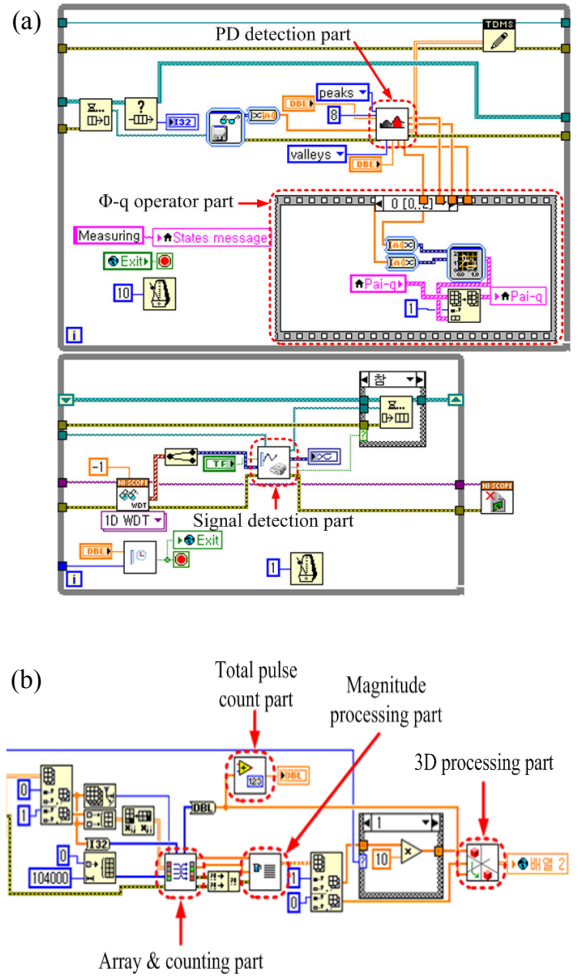 (a)
PD detection part
TDMS
peaks
DBL
8
?
I32
valleys
DBL
Φ-q operator part
0 [0..2]
Measuring
States message
Exit
10
Pai-q
Pai-q
1
i
참
-1
TF
NI-SCOPE
WDT
1D WDT
NI-SCOPE
Signal detection part
Exit
DBL
1
i
(b)
Total pulse
count part
Magnitude
processing part
3D processing part
123
DBL
0
1
DBL
1
I32
0
104000
10
1
0
배열 2
Array & counting part